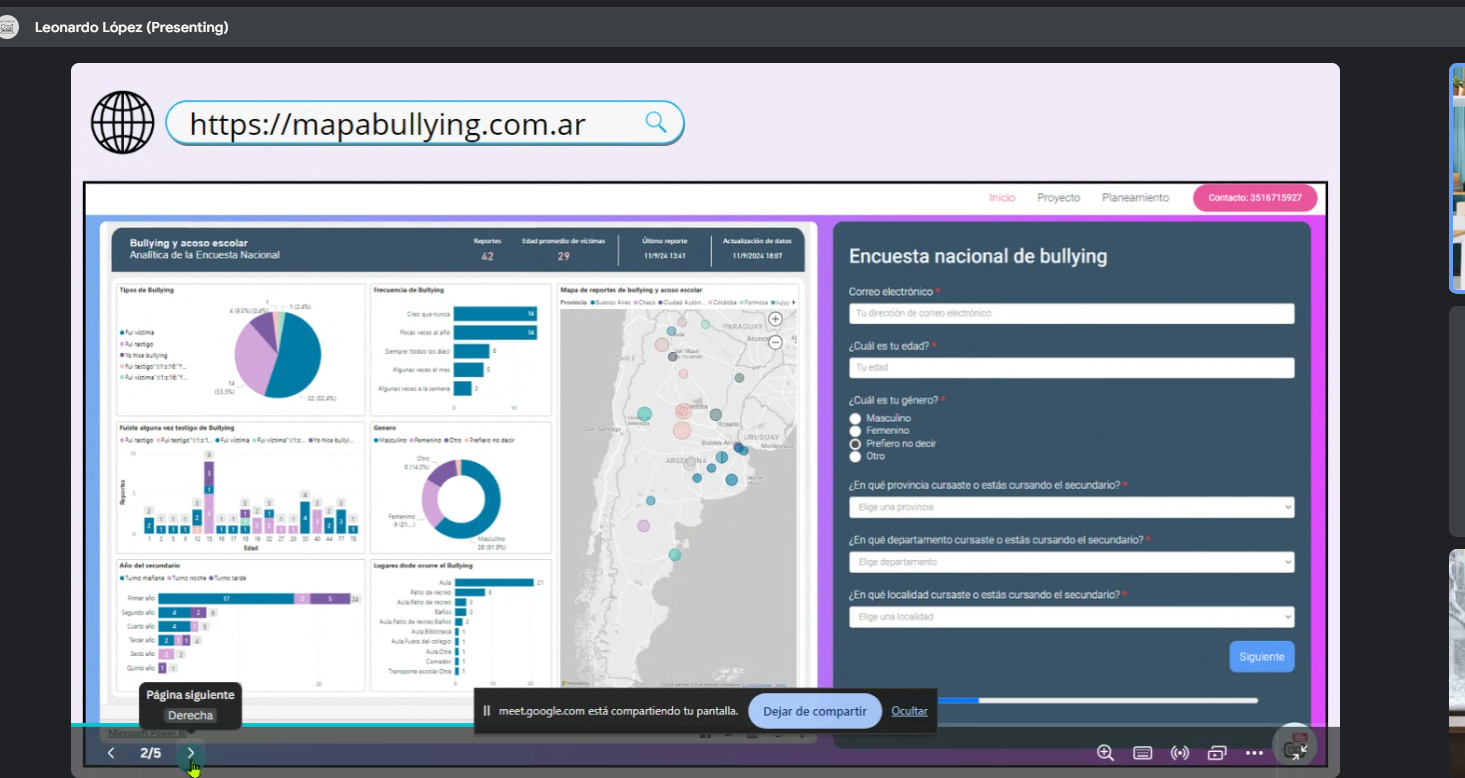 Leonardo López (Presenting)
https://mapabullying.com.ar
Inicio Proyecto Planeamiento Contacto: 3516715927
Bullying y acoso escolar
Analítica de la Encuesta Nacional
Reportes
42
Edad promedio de víctimas
29
Último reporte
11/9/24 13:41
Actualización de datos
11/9/2024 18:07
Tipos de Bullying
Fui víctima
Fui testigo
Yo hice bullying
4 (9.5%)
1 (2.4%)
14
(33.3%)
22 (52.4%)
Frecuencia de Bullying
Creo que nunca 14
Pocas veces al año 14
Siempre (todos los días) 6
Algunas veces al mes 5
Algunas veces a la semana 3
0 10
Mapa de reportes de bullying y acoso escolar
Provincia Buenos Aires Chaco Ciudad Autón... Córdoba Formosa Jujuy
PARAGUAY
CHILE
Córdoba
Rosario
URUGUAY
Buenos Aires
ARGENTINA
Fuiste alguna vez testigo de Bullying
Reportes
Edad
Genero
Masculino Femenino Otro Prefiero no decir
Otro
6 (14.3%)
Femenino
9 (21...)
Masculino
26 (61.9%)
Año del secundario
Turno mañana Turno noche Turno tarde
Primer año 17 2 5 24
Segundo año 4 2 6
Cuarto año 4 1 5
Tercer año 2 1 1 4
Sexto año 2 2
Quinto año 1 1
20
Lugares dode ocurre el Bullying
Aula 21
Patio de recreo 8
Aula.Patio de recreo 3
Baños 3
Aula.Patio de recreo.Baños 2
Aula.Biblioteca 1
Aula.Fuera del colegio 1
Aula.Otra 1
Comedor 1
Transporte escolar.Otra 1
0 10 20
Encuesta nacional de bullying
Correo electrónico *
Tu dirección de correo electrónico
¿Cuál es tu edad? *
Tu edad
¿Cuál es tu género? *
Masculino
Femenino
Prefiero no decir
Otro
¿En qué provincia cursaste o estás cursando el secundario? *
Elige una provincia
¿En qué departamento cursaste o estás cursando el secundario? *
Elige departamento
¿En qué localidad cursaste o estás cursando el secundario? *
Elige una localidad
Siguiente
Página siguiente
Derecha
meet.google.com está compartiendo tu pantalla. Dejar de compartir Ocultar
Microsoft Power BI
2/5